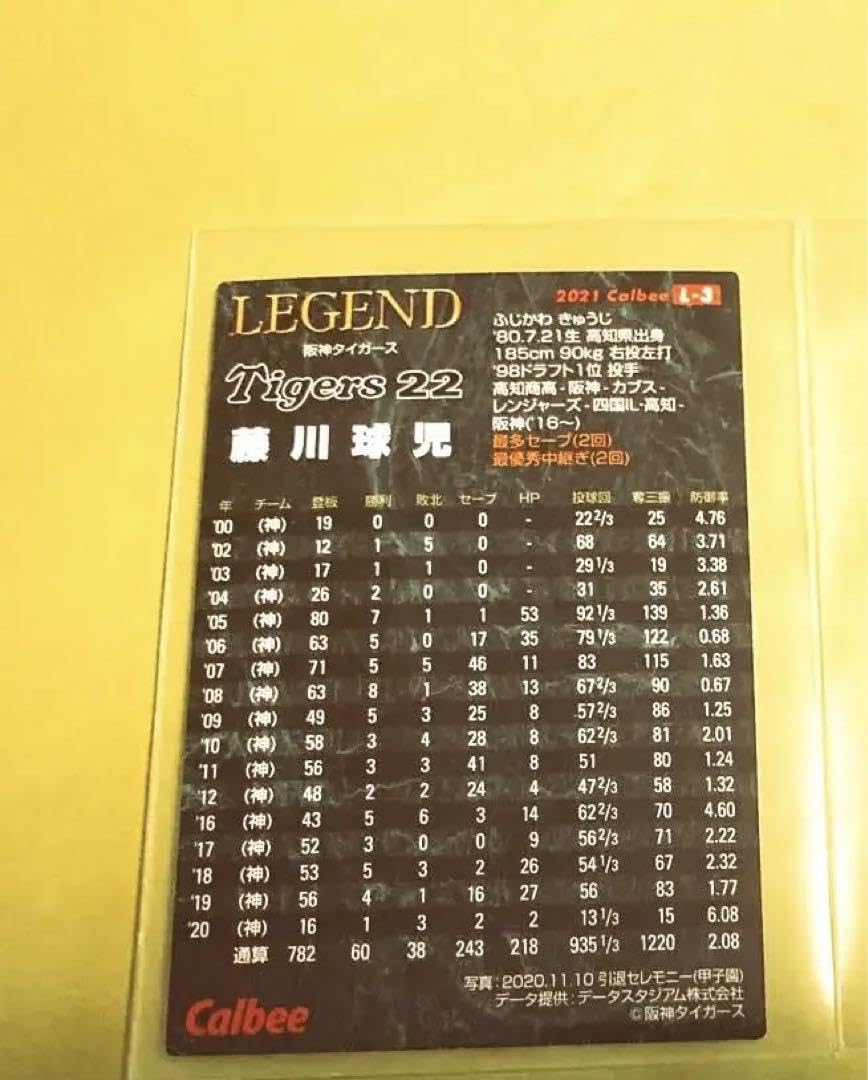 LEGEND
阪神タイガース
Tigers 22
藤川球児
2021 Calbee L-3
ふじかわ きゅうじ
'80.7.21生 高知県出身
185cm 90kg 右投左打
'98ドラフト1位 投手
高知商高-阪神-カブス-
レンジャーズ-四国IL・高知-
阪神('16〜)
最多セーブ(2回)
最優秀中継ぎ(2回)
年 チーム 登板 勝利 敗北 セーブ HP 投球回 奪三振 防御率
'00 (神) 19 0 0 0 - 22 2/3 25 4.76
'02 (神) 12 1 5 0 - 68 64 3.71
'03 (神) 17 1 1 0 - 29 1/3 19 3.38
'04 (神) 26 2 0 0 - 31 35 2.61
'05 (神) 80 7 1 1 53 92 1/3 139 1.36
'06 (神) 63 5 0 17 35 79 1/3 122 0.68
'07 (神) 71 5 5 46 11 83 115 1.63
'08 (神) 63 8 1 38 13 67 2/3 90 0.67
'09 (神) 49 5 3 25 8 57 2/3 86 1.25
'10 (神) 58 3 4 28 8 62 2/3 81 2.01
'11 (神) 56 3 3 41 8 51 80 1.24
'12 (神) 48 2 2 24 4 47 2/3 58 1.32
'16 (神) 43 5 6 3 14 62 2/3 70 4.60
'17 (神) 52 3 0 0 9 56 2/3 71 2.22
'18 (神) 53 5 3 2 26 54 1/3 67 2.32
'19 (神) 56 4 1 16 27 56 83 1.77
'20 (神) 16 1 3 2 2 13 1/3 15 6.08
通算 782 60 38 243 218 935 1/3 1220 2.08
写真:2020.11.10 引退セレモニー(甲子園)
データ提供:データスタジアム株式会社
©阪神タイガース
Calbee